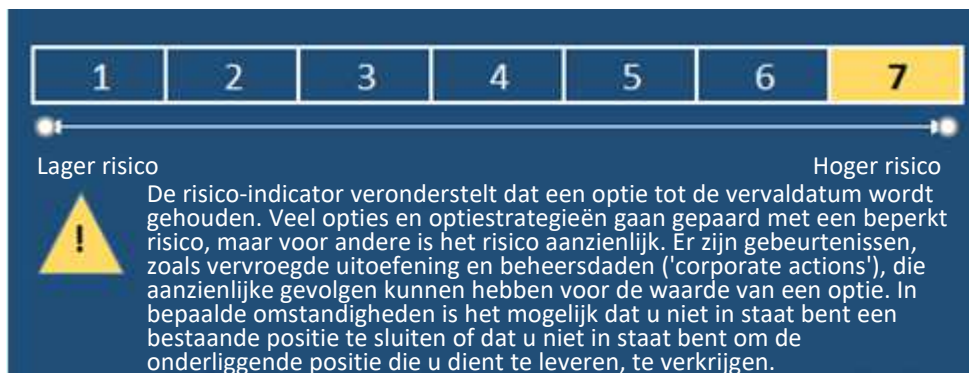 1 2 3 4 5 6 7
Lager risico Hoger risico
De risico-indicator veronderstelt dat een optie tot de vervaldatum wordt
gehouden. Veel opties en optiestrategieën gaan gepaard met een beperkt
risico, maar voor andere is het risico aanzienlijk. Er zijn gebeurtenissen,
zoals vervroegde uitoefening en beheersdaden ('corporate actions'), die
aanzienlijke gevolgen kunnen hebben voor de waarde van een optie. In
bepaalde omstandigheden is het mogelijk dat u niet in staat bent een
bestaande positie te sluiten of dat u niet in staat bent om de
onderliggende positie die u dient te leveren, te verkrijgen.